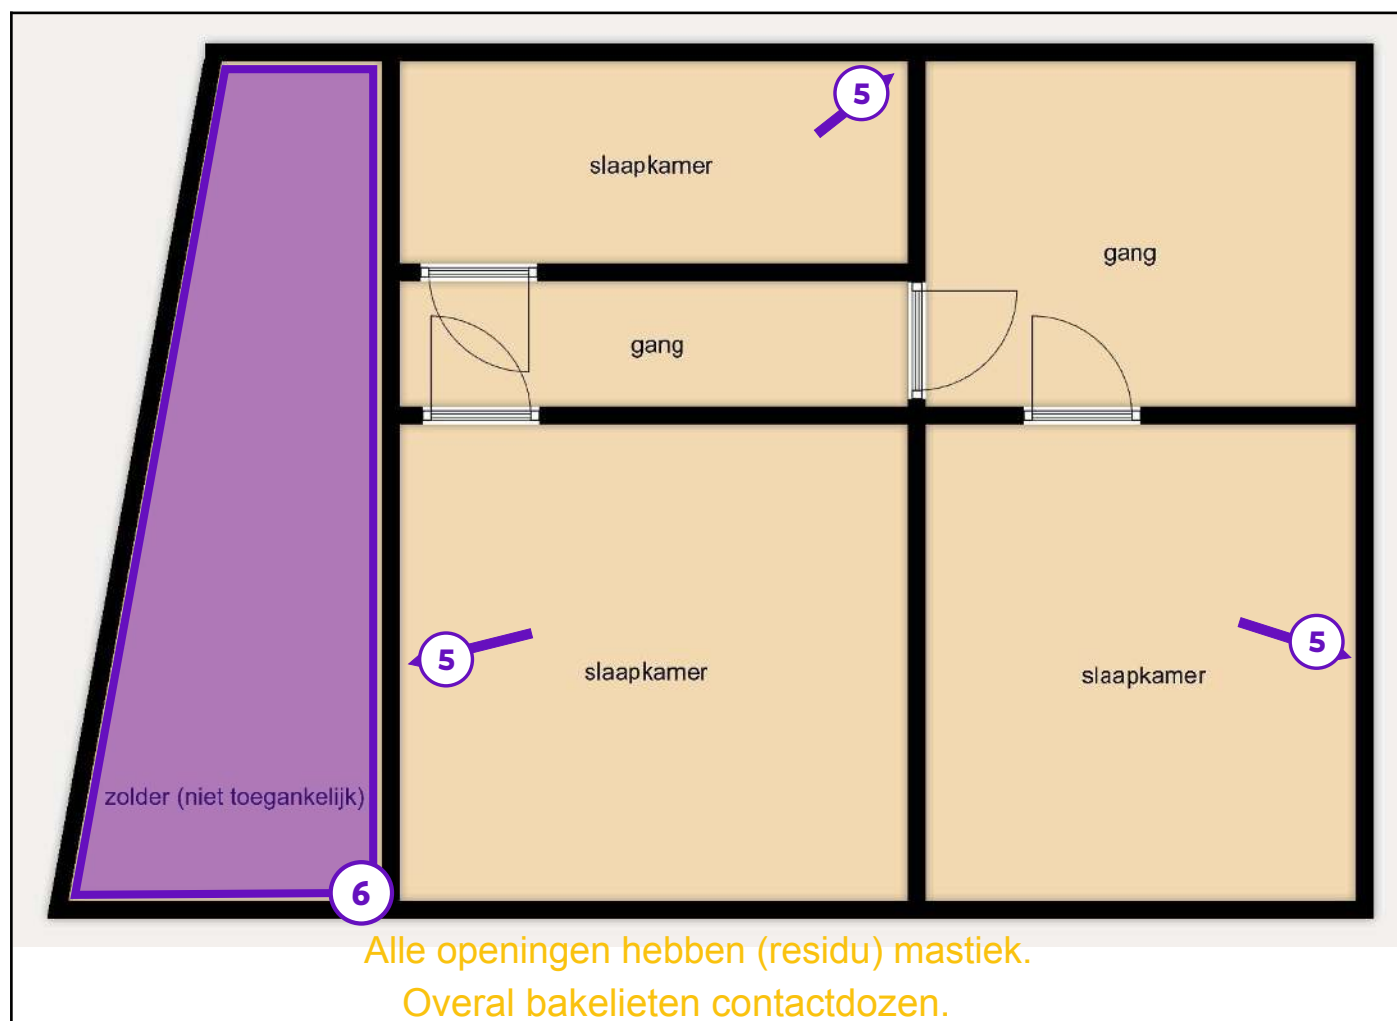 5
slaapkamer
gang
gang
5
5
slaapkamer
slaapkamer
zolder (niet toegankelijk)
6
Alle openingen hebben (residu) mastiek.
Overal bakelieten contactdozen.